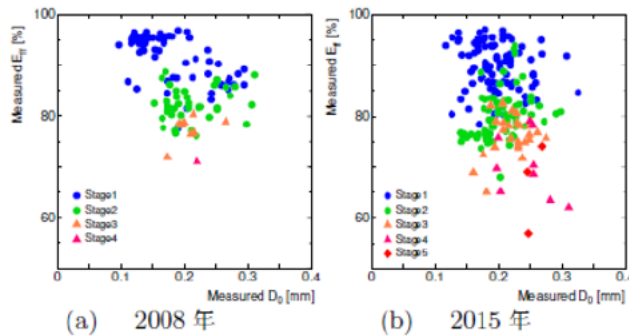 Measured E_ff [%]
100
80
60
Stage1
Stage2
Stage3
Stage4
0
0.1
0.2
0.3
0.4
Measured D_0 [mm]
(a) 2008 年
Measured E_ff [%]
100
80
60
Stage1
Stage2
Stage3
Stage4
Stage5
0
0.1
0.2
0.3
0.4
Measured D_0 [mm]
(b) 2015 年